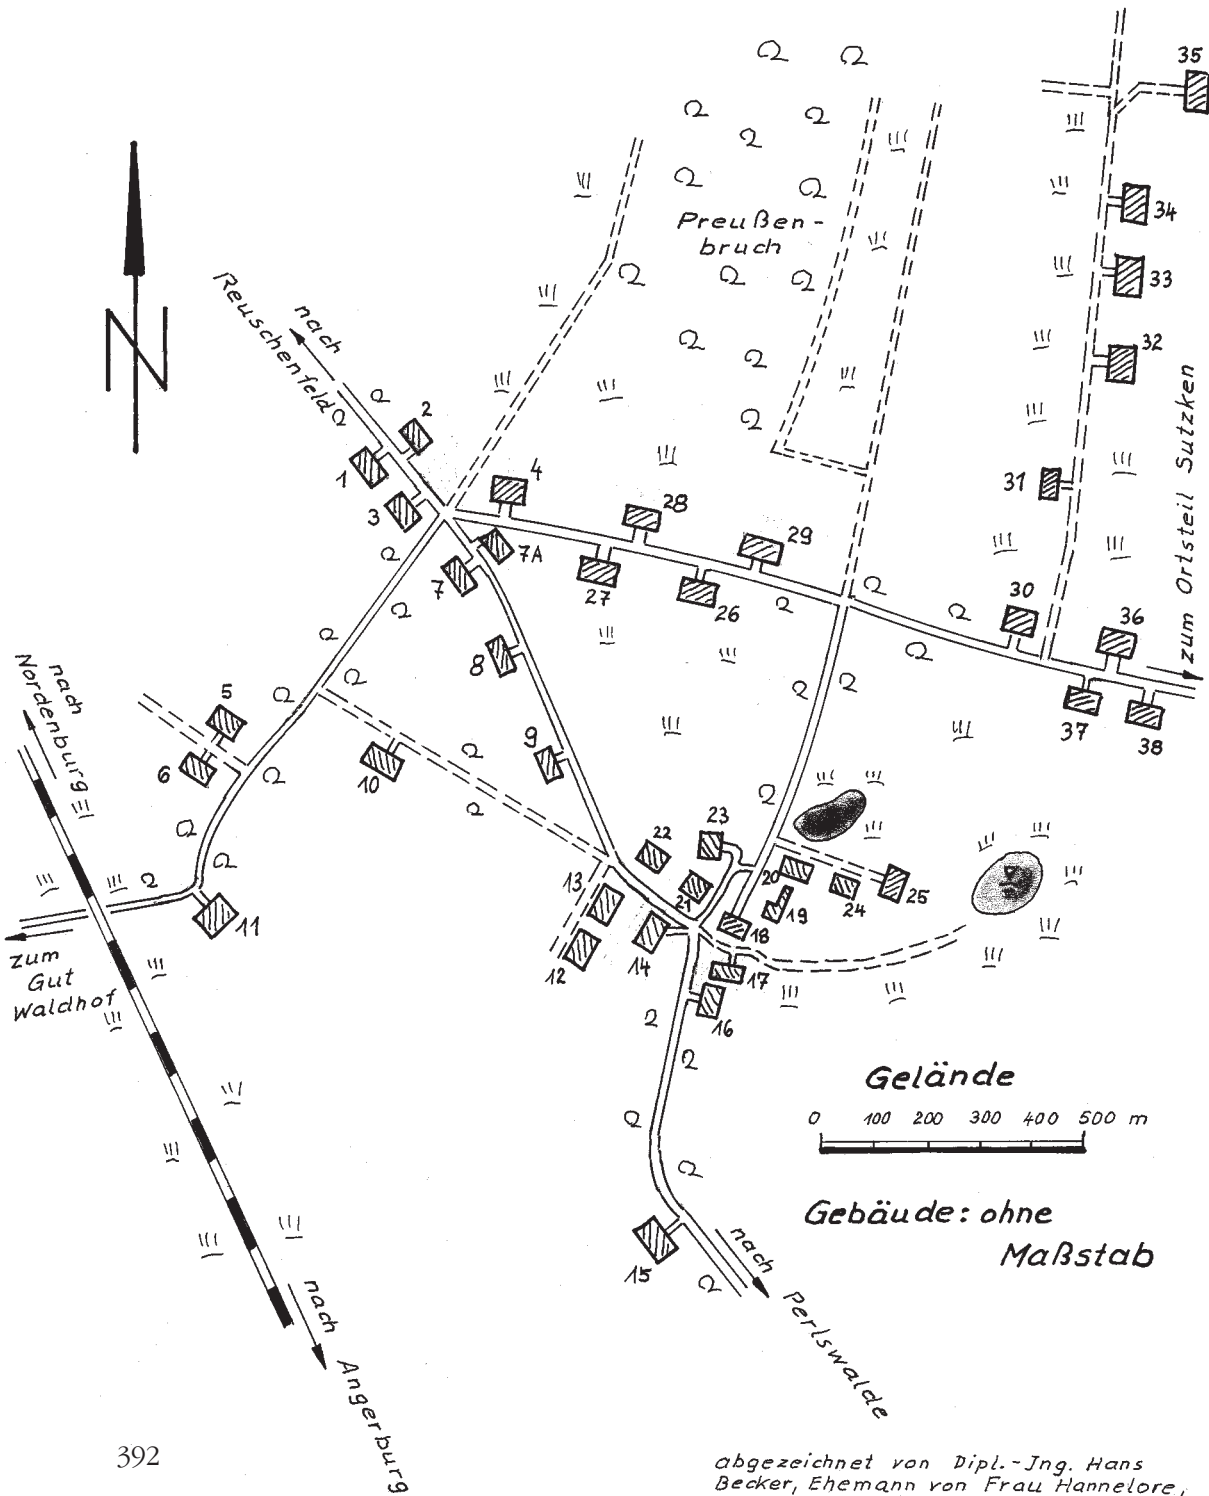 35
Preußen-
bruch
34
33
32
nach
Reuschenfeld
N
2
1
3
4
28
29
7A
7
27
26
31
30
36
37
38
zum Ortsteil Sutzken
8
5
6
9
10
nach
Nordenburg
11
zum
Gut
Waldhof
23
22
13
21
20
19
24
25
18
12
14
17
16
Gelände
0 100 200 300 400 500 m
Gebäude: ohne
Maßstab
15
nach
Perlswalde
nach
Angerburg
392
abgezeichnet von Dipl.-Jng. Hans
Becker, Ehemann von Frau Hannelore,